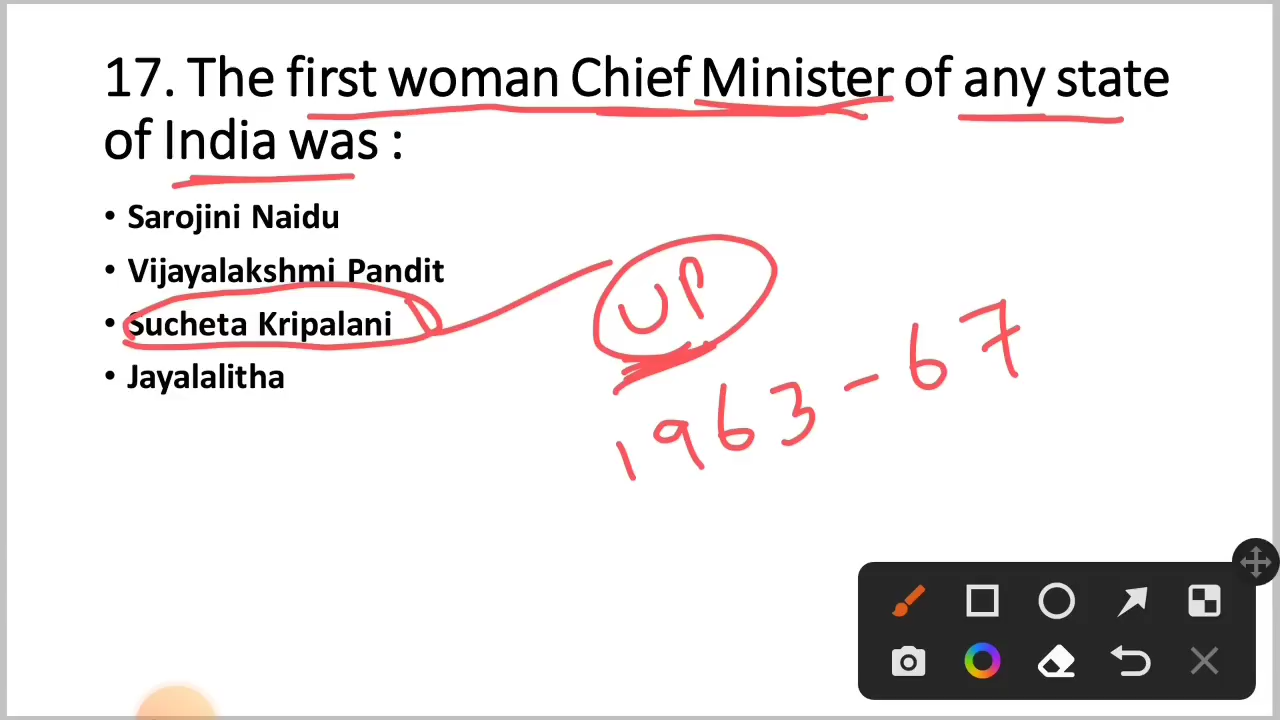 17. The first woman Chief Minister of any state
of India was :
• Sarojini Naidu
• Vijayalakshmi Pandit
• Sucheta Kripalani
• Jayalalitha
UP
1963-67